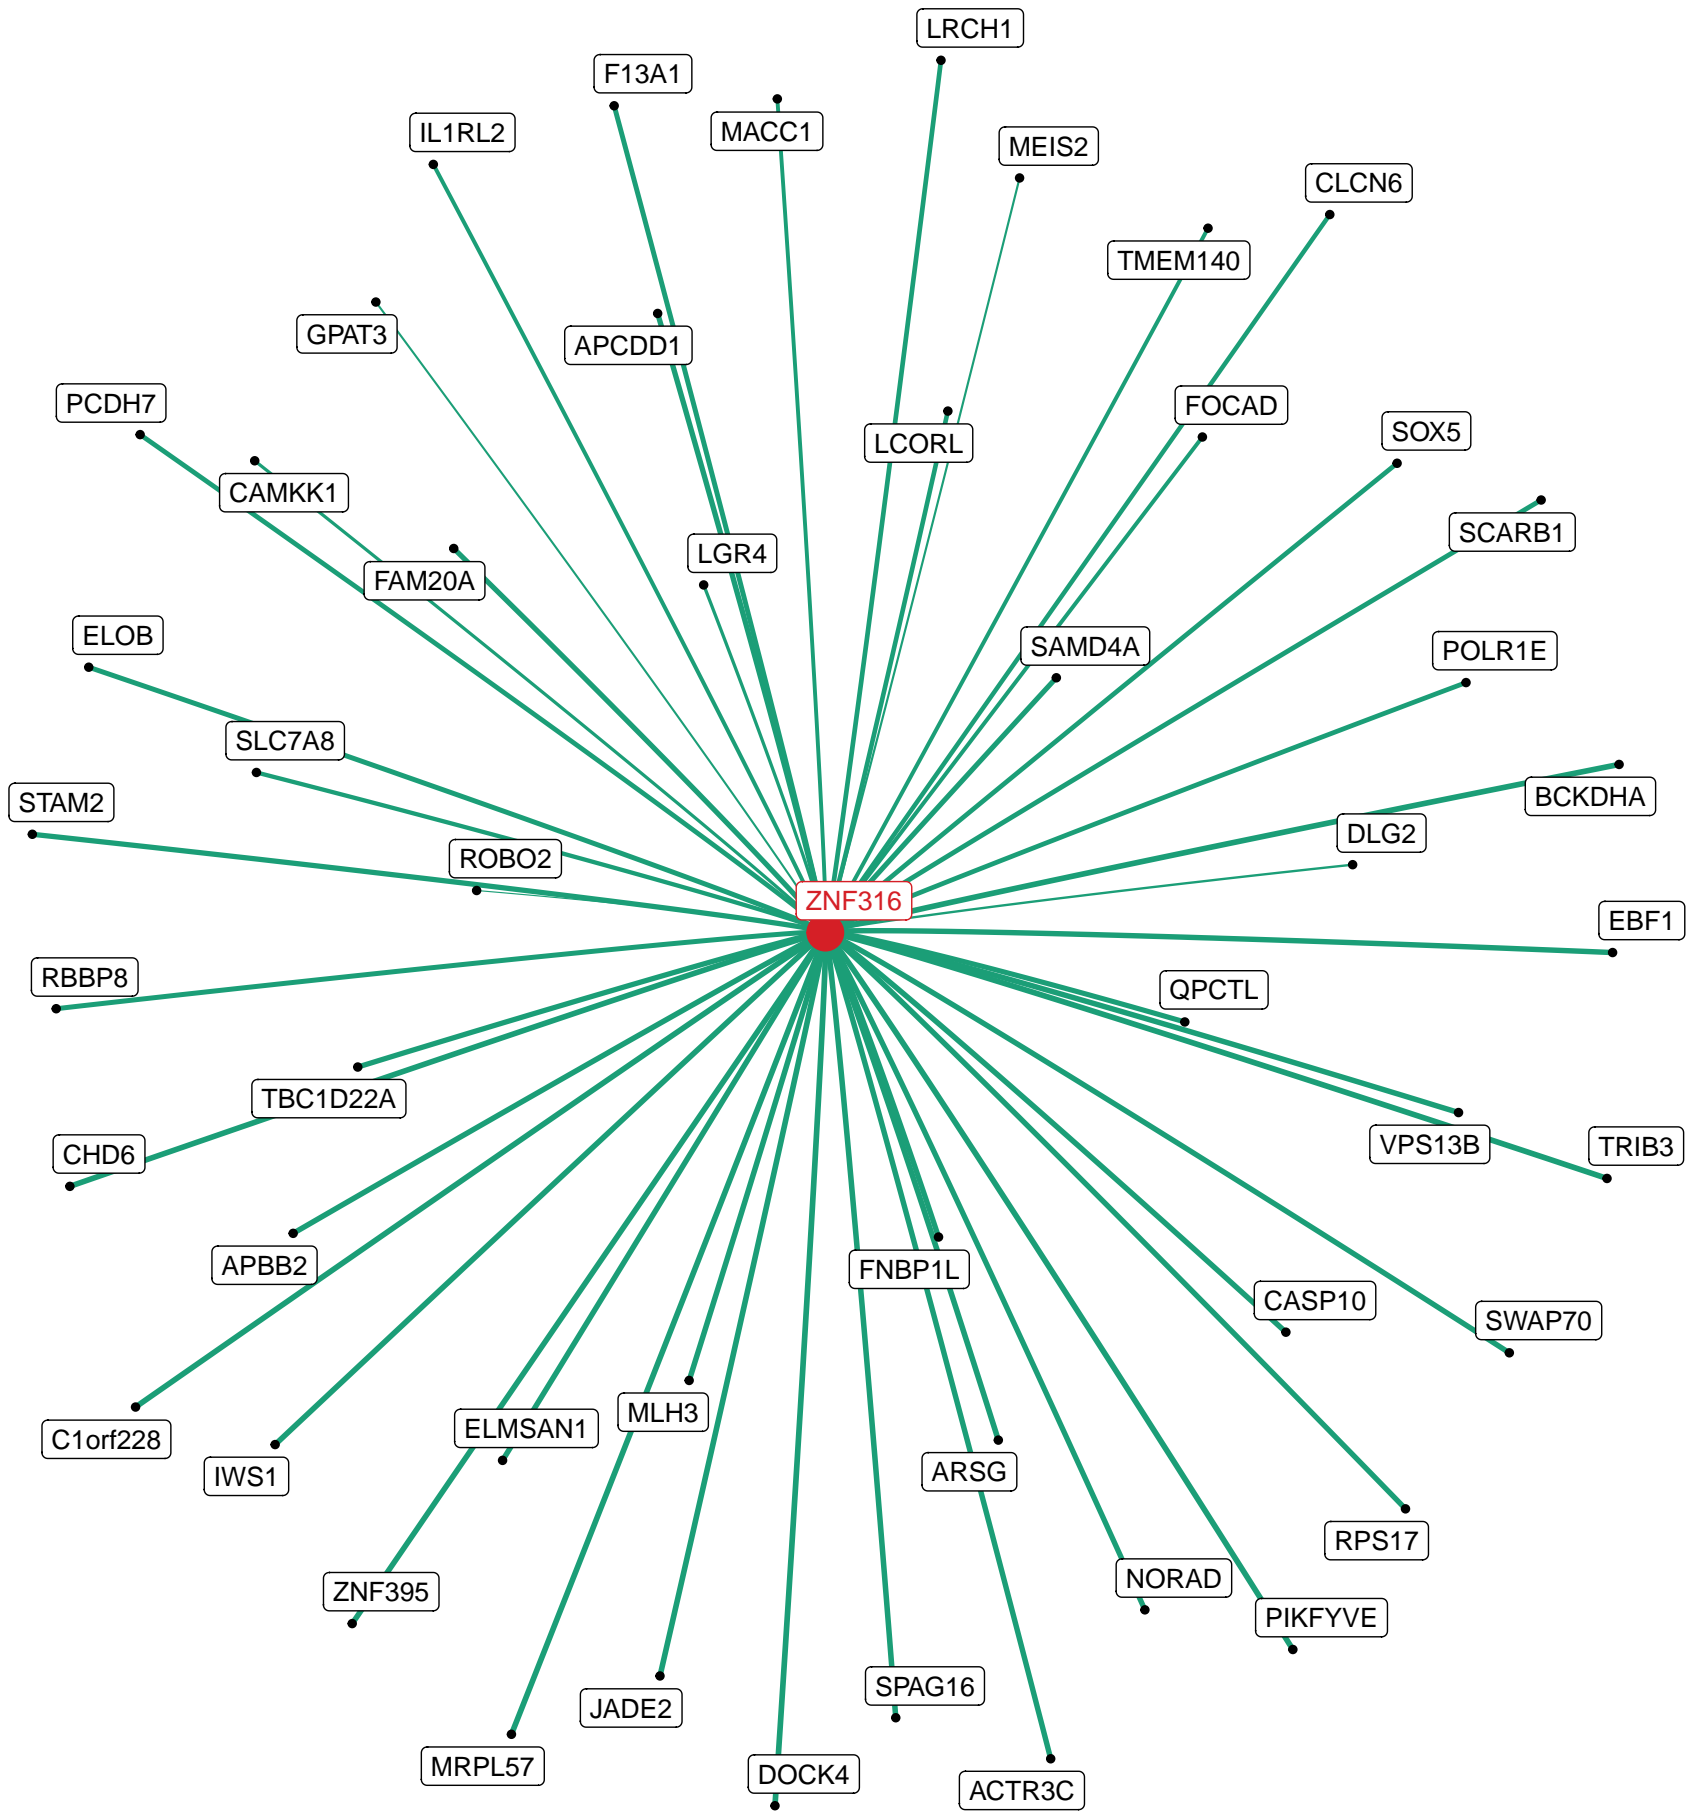 LRCH1
F13A1
MACC1
IL1RL2
MEIS2
CLCN6
TMEM140
GPAT3
APCDD1
PCDH7
FOCAD
SOX5
LCORL
CAMKK1
SCARB1
LGR4
FAM20A
ELOB
SAMD4A
POLR1E
SLC7A8
STAM2
BCKDHA
DLG2
ROBO2
ZNF316
EBF1
RBBP8
QPCTL
TBC1D22A
VPS13B
TRIB3
CHD6
APBB2
FNBP1L
CASP10
SWAP70
MLH3
ELMSAN1
C1orf228
IWS1
ARSG
RPS17
NORAD
ZNF395
PIKFYVE
SPAG16
JADE2
MRPL57
DOCK4
ACTR3C